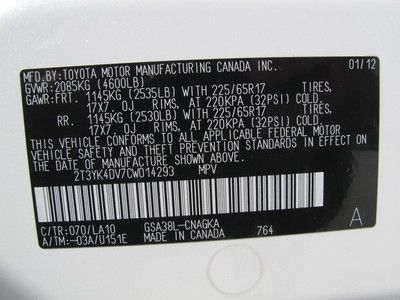 MFD.BY:TOYOTA MOTOR MANUFACTURING CANADA INC. 01/12
GVWR: 2085KG (4600LB)
GAWR:FRT. 1145KG (2535LB) WITH 225/65R17 TIRES,
17X7. OJ RIMS, AT 220KPA (32PSI) COLD.
RR. 1145KG (2530LB) WITH 225/65R17 TIRES,
17X7. OJ RIMS, AT 220KPA (32PSI) COLD.
THIS VEHICLE CONFORMS TO ALL APPLICABLE FEDERAL MOTOR
VEHICLE SAFETY AND THEFT PREVENTION STANDARDS IN EFFECT ON
THE DATE OF MANUFACTURE SHOWN ABOVE.
2T3YK4DV7CW014293 MPV
C/TR:070/LA10 GSA38L-CNAGKA A
A/TM:-03A/U151E MADE IN CANADA 764